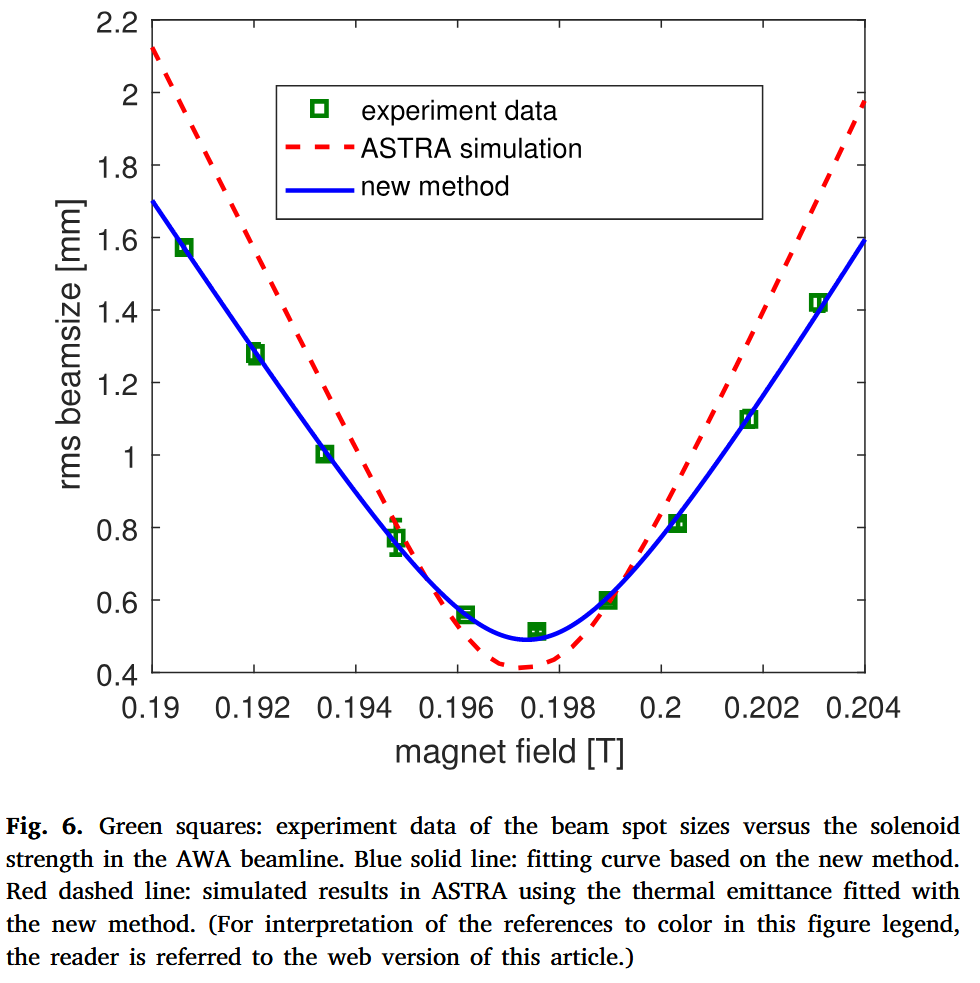 2.2
2
1.8
1.6
1.4
1.2
1
0.8
0.6
0.4
rms beamsize [mm]
experiment data
ASTRA simulation
new method
0.19 0.192 0.194 0.196 0.198 0.2 0.202 0.204
magnet field [T]
Fig. 6. Green squares: experiment data of the beam spot sizes versus the solenoid
strength in the AWA beamline. Blue solid line: fitting curve based on the new method.
Red dashed line: simulated results in ASTRA using the thermal emittance fitted with
the new method. (For interpretation of the references to color in this figure legend,
the reader is referred to the web version of this article.)